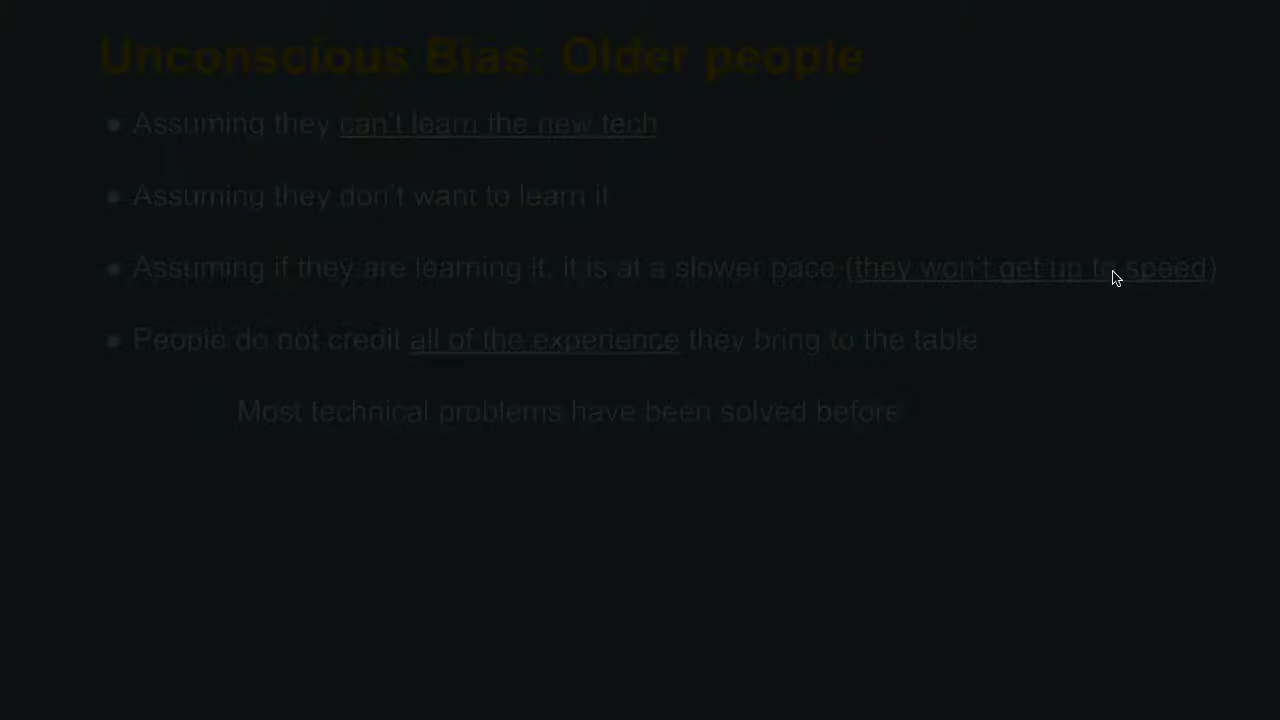 Unconscious Bias: Older people
● Assuming they can't learn the new tech
● Assuming they don't want to learn it
● Assuming if they are learning it, it is at a slower pace (they won't get up to speed)
● People do not credit all of the experience they bring to the table
Most technical problems have been solved before